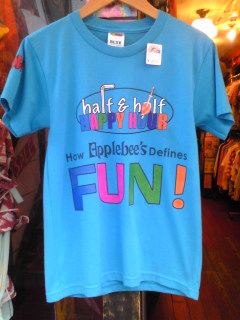 half & half
HAPPY HOUR
How Applebee's Defines
FUN!